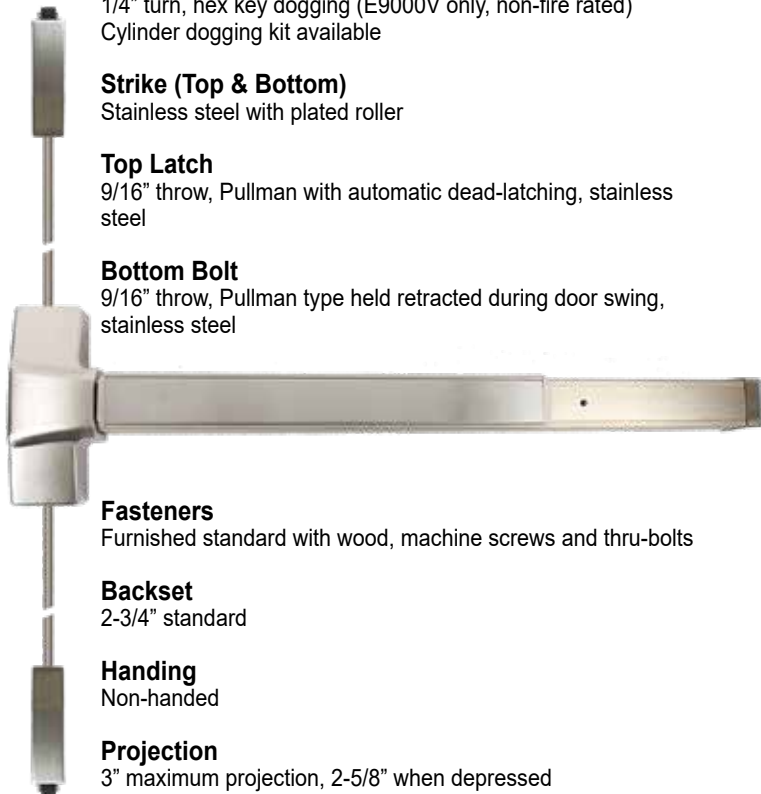 1/4” turn, hex key dogging (E9000V only, non-fire rated)
Cylinder dogging kit available
Strike (Top & Bottom)
Stainless steel with plated roller
Top Latch
9/16” throw, Pullman with automatic dead-latching, stainless
steel
Bottom Bolt
9/16” throw, Pullman type held retracted during door swing,
stainless steel
Fasteners
Furnished standard with wood, machine screws and thru-bolts
Backset
2-3/4” standard
Handing
Non-handed
Projection
3” maximum projection, 2-5/8” when depressed